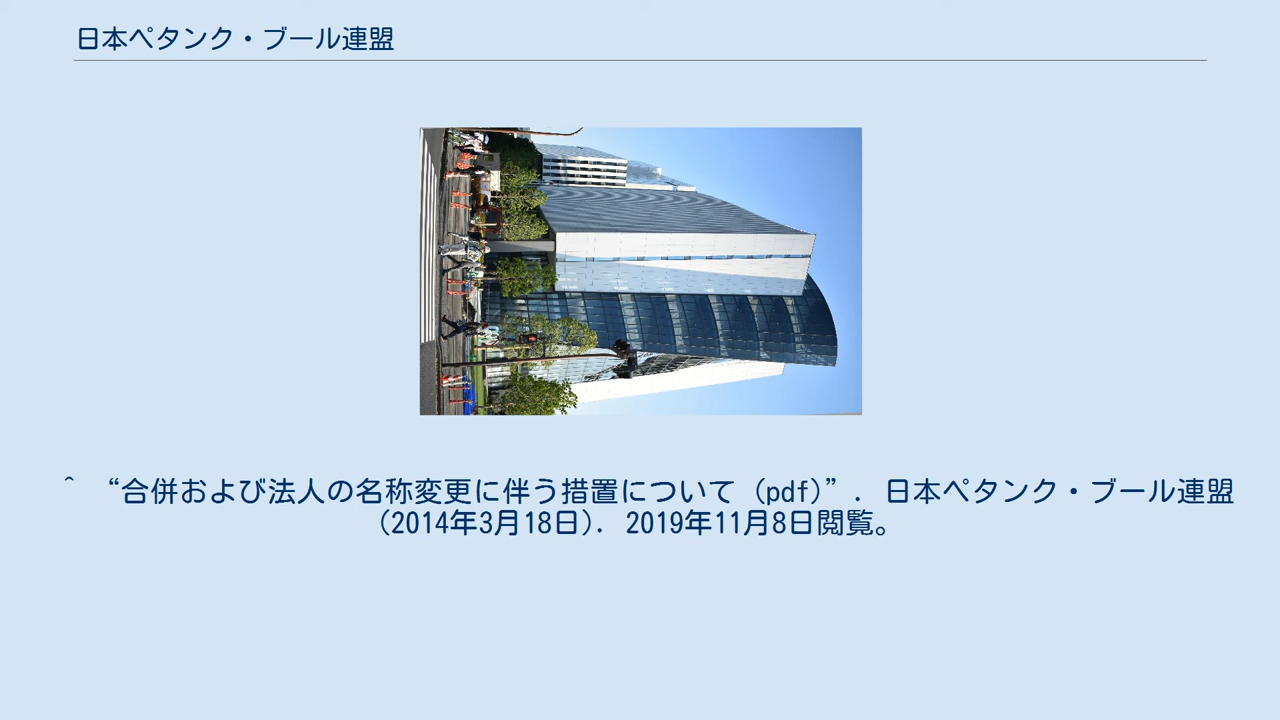 日本ペタンク・ブール連盟
^ “合併および法人の名称変更に伴う措置について (pdf)”. 日本ペタンク・ブール連盟
(2014年3月18日). 2019年11月8日閲覧。